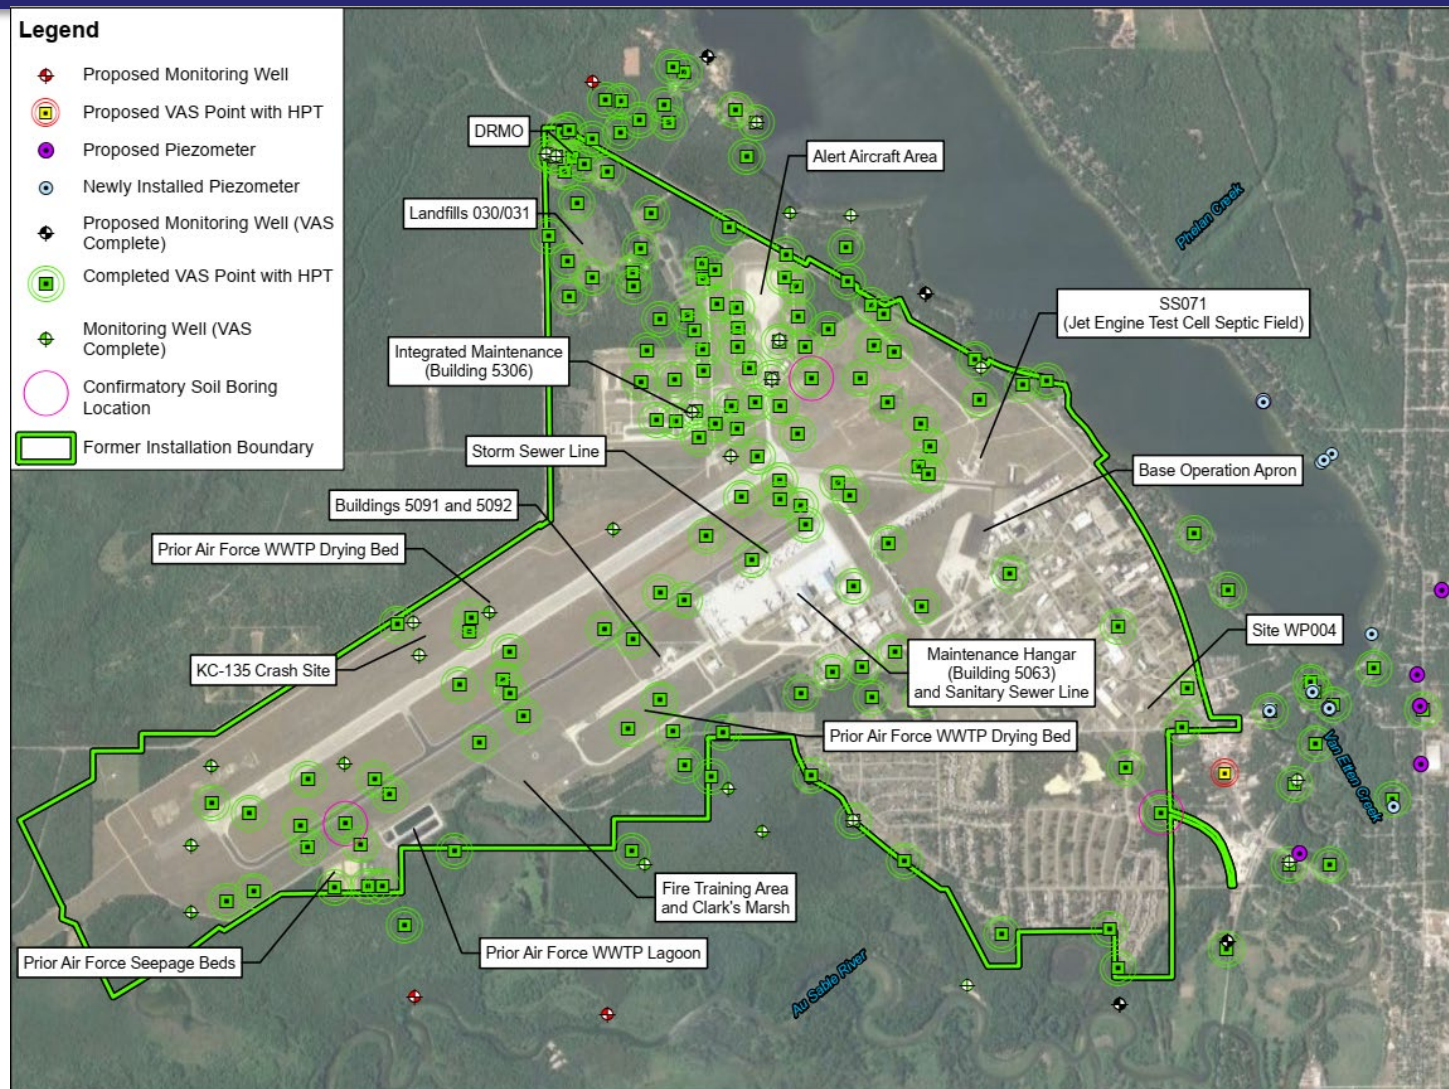 Legend
Proposed Monitoring Well
Proposed VAS Point with HPT
Proposed Piezometer
Newly Installed Piezometer
Proposed Monitoring Well (VAS
Complete)
Completed VAS Point with HPT
Monitoring Well (VAS
Complete)
Confirmatory Soil Boring
Location
Former Installation Boundary
DRMO
Alert Aircraft Area
Landfills 030/031
Phelan Creek
SS071
(Jet Engine Test Cell Septic Field)
Integrated Maintenance
(Building 5306)
Storm Sewer Line
Base Operation Apron
Buildings 5091 and 5092
Prior Air Force WWTP Drying Bed
Site WP004
KC-135 Crash Site
Maintenance Hangar
(Building 5063)
and Sanitary Sewer Line
Prior Air Force WWTP Drying Bed
Van Etten Creek
Fire Training Area
and Clark's Marsh
Prior Air Force Seepage Beds
Prior Air Force WWTP Lagoon
Au Sable River